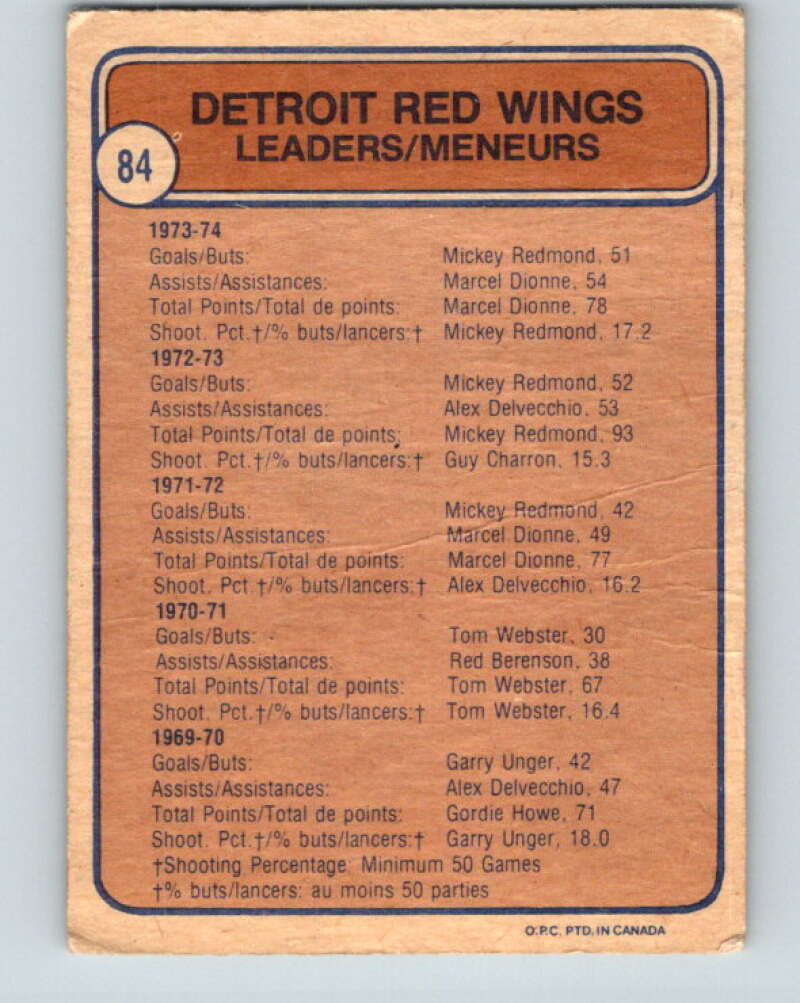 DETROIT RED WINGS
LEADERS/MENEURS
84
1973-74
Goals/Buts: Mickey Redmond, 51
Assists/Assistances: Marcel Dionne, 54
Total Points/Total de points: Marcel Dionne, 78
Shoot. Pct.†/% buts/lancers:† Mickey Redmond, 17.2
1972-73
Goals/Buts: Mickey Redmond, 52
Assists/Assistances: Alex Delvecchio, 53
Total Points/Total de points: Mickey Redmond, 93
Shoot. Pct.†/% buts/lancers:† Guy Charron, 15.3
1971-72
Goals/Buts: Mickey Redmond, 42
Assists/Assistances: Marcel Dionne, 49
Total Points/Total de points: Marcel Dionne, 77
Shoot. Pct.†/% buts/lancers:† Alex Delvecchio, 16.2
1970-71
Goals/Buts: Tom Webster, 30
Assists/Assistances: Red Berenson, 38
Total Points/Total de points: Tom Webster, 67
Shoot. Pct.†/% buts/lancers:† Tom Webster, 16.4
1969-70
Goals/Buts: Garry Unger, 42
Assists/Assistances: Alex Delvecchio, 47
Total Points/Total de points: Gordie Howe, 71
Shoot. Pct.†/% buts/lancers:† Garry Unger, 18.0
†Shooting Percentage: Minimum 50 Games
†% buts/lancers: au moins 50 parties
O.P.C. PTD. IN CANADA